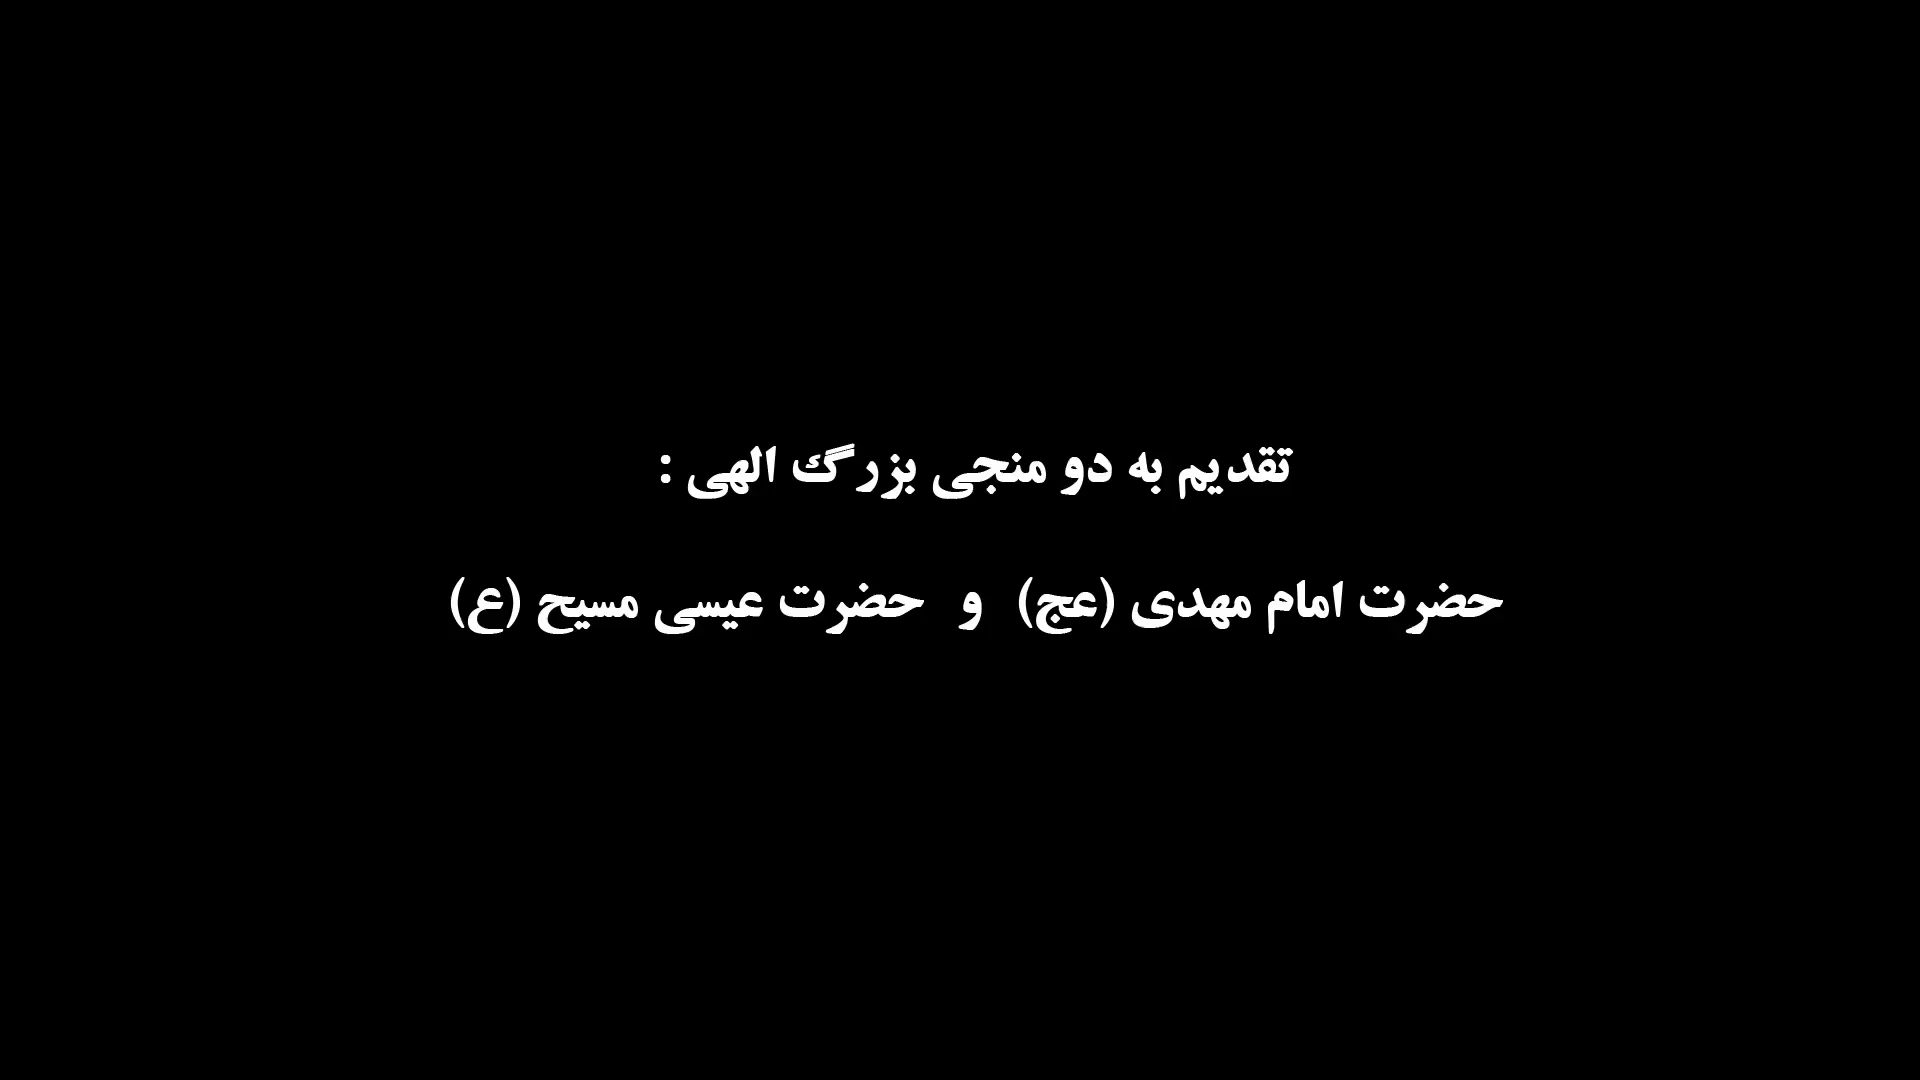 تقدیم به دو منجی بزرگ الهی :
حضرت امام مهدی (عج) و حضرت عیسی مسیح (ع)